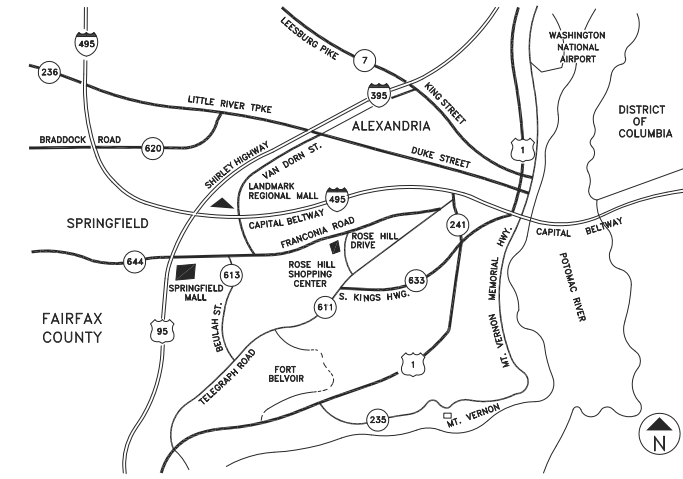 LEESBURG PIKE
7
WASHINGTON
NATIONAL
AIRPORT
495
236
395
KING STREET
LITTLE RIVER TPKE
ALEXANDRIA
DISTRICT
OF
COLUMBIA
BRADDOCK ROAD
620
SHIRLEY HIGHWAY
VAN DORN ST.
DUKE STREET
1
LANDMARK
REGIONAL MALL
495
SPRINGFIELD
CAPITAL BELTWAY
FRANCONIA ROAD
241
CAPITAL BELTWAY
ROSE HILL
DRIVE
644
613
ROSE HILL
SHOPPING
CENTER
633
SPRINGFIELD
MALL
S. KINGS HWG.
611
MT. VERNON MEMORIAL HWY.
POTOMAC RIVER
FAIRFAX
COUNTY
95
BEULAH ST.
TELEGRAPH ROAD
FORT
BELVOIR
1
235
MT. VERNON
N